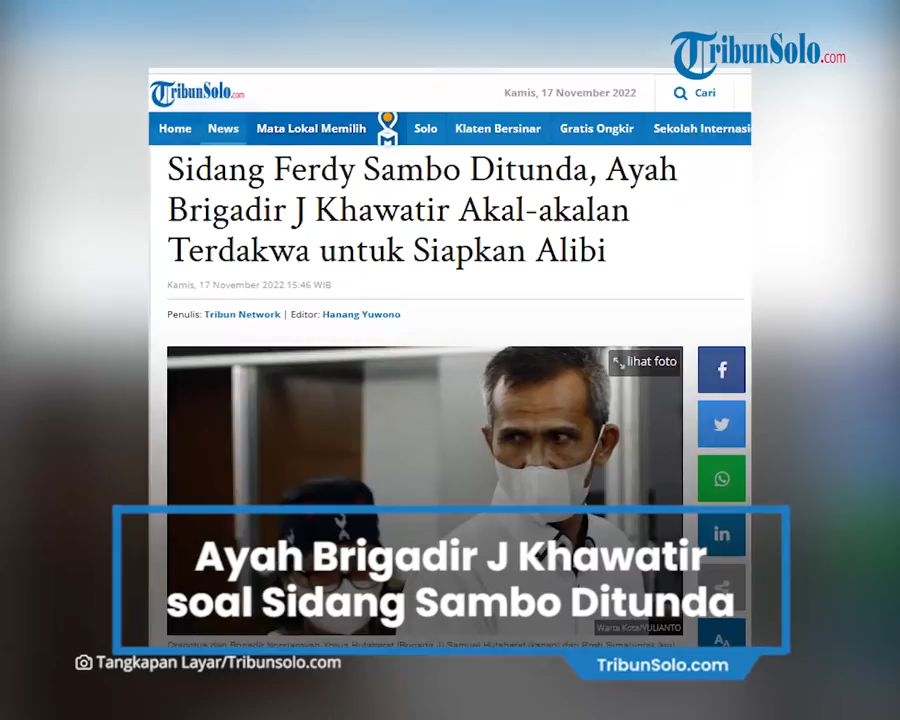 TribunSolo.com
TribunSolo.com
Kamis, 17 November 2022
Cari
Home News Mata Lokal Memilih Solo Klaten Bersinar Gratis Ongkir Sekolah Internasi
Sidang Ferdy Sambo Ditunda, Ayah
Brigadir J Khawatir Akal-akalan
Terdakwa untuk Siapkan Alibi
Kamis, 17 November 2022 15:46 WIB
Penulis: Tribun Network | Editor: Hanang Yuwono
lihat foto
Ayah Brigadir J Khawatir
soal Sidang Sambo Ditunda
Warta Kota/YULIANTO
AA
Tangkapan Layar/Tribunsolo.com
TribunSolo.com